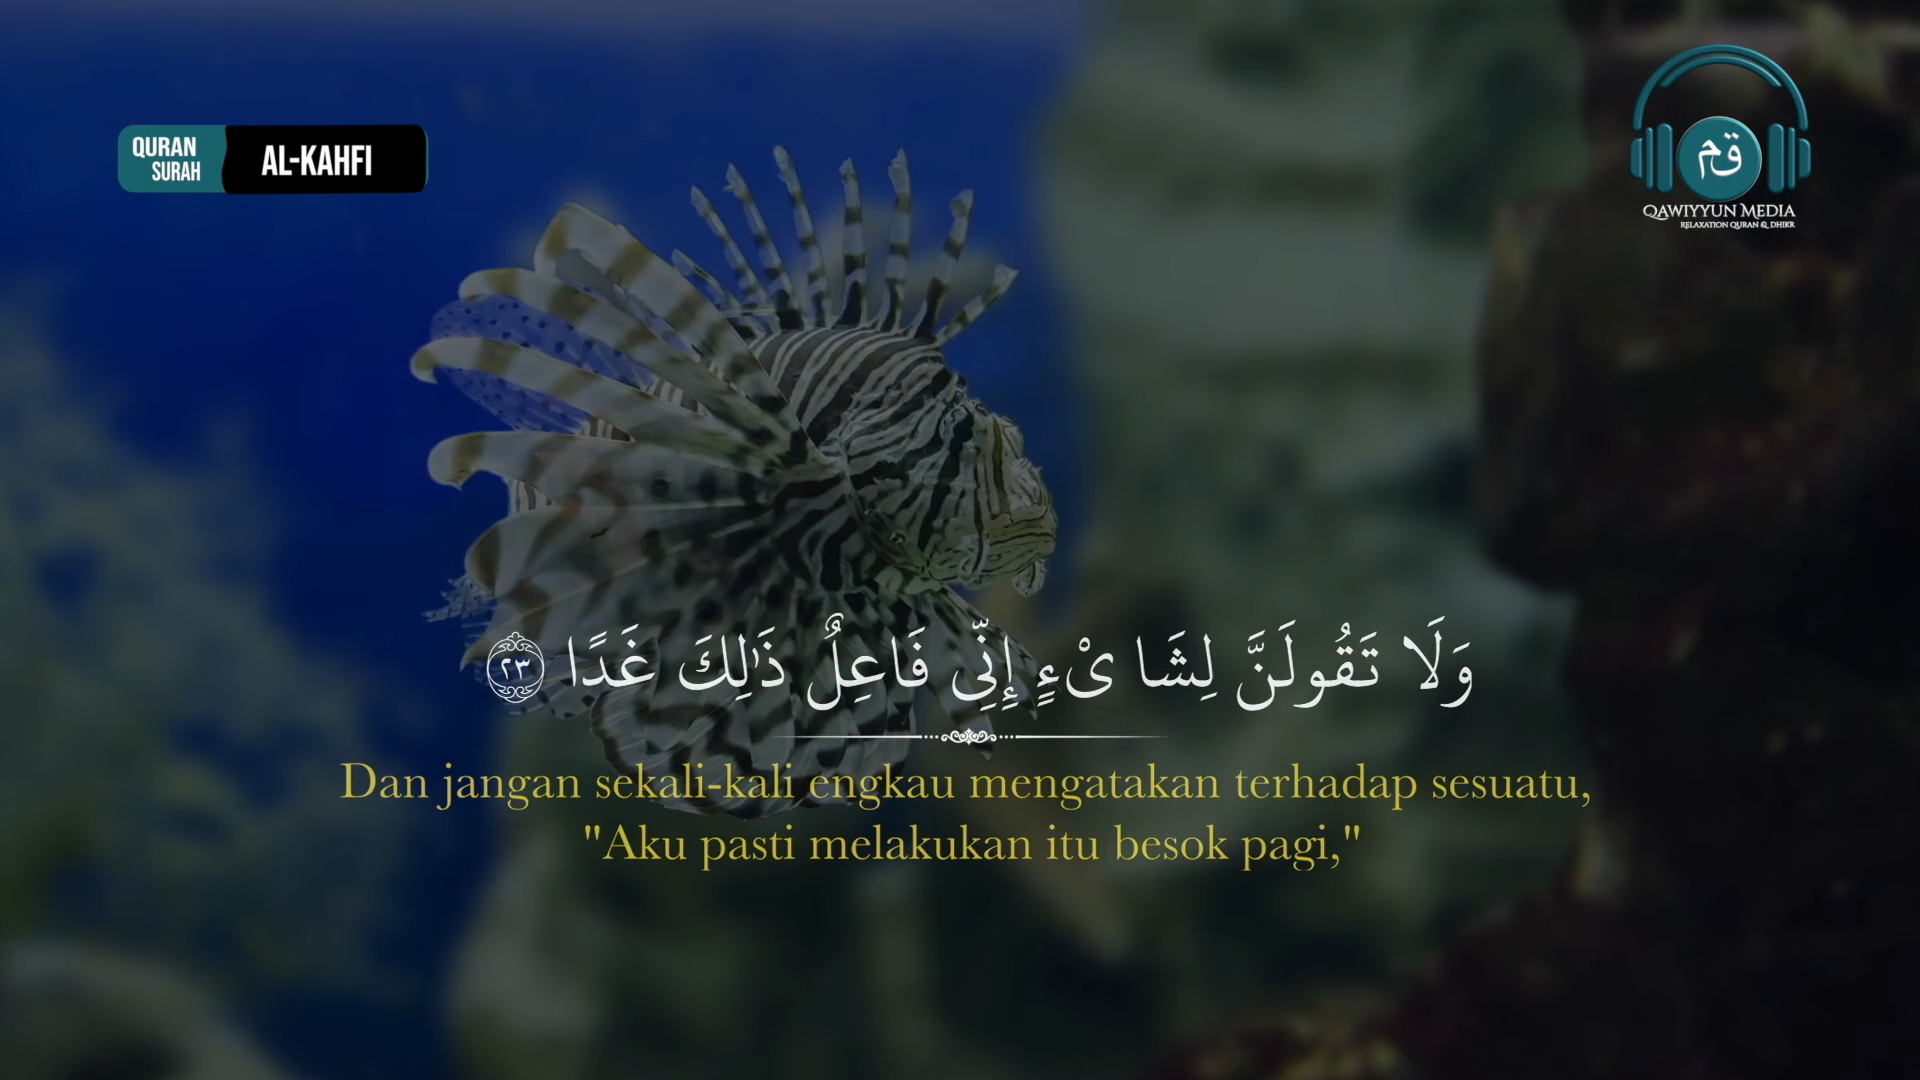 QURAN
SURAH
AL-KAHFI
قم
QAWIYYUN MEDIA
RELAXATION QURAN & DHIKR
وَلَا تَقُولَنَّ لِشَا۟ىْءٍ إِنِّى فَاعِلٌ ذَٰلِكَ غَدًا ٢٣
Dan jangan sekali-kali engkau mengatakan terhadap sesuatu,
"Aku pasti melakukan itu besok pagi,"